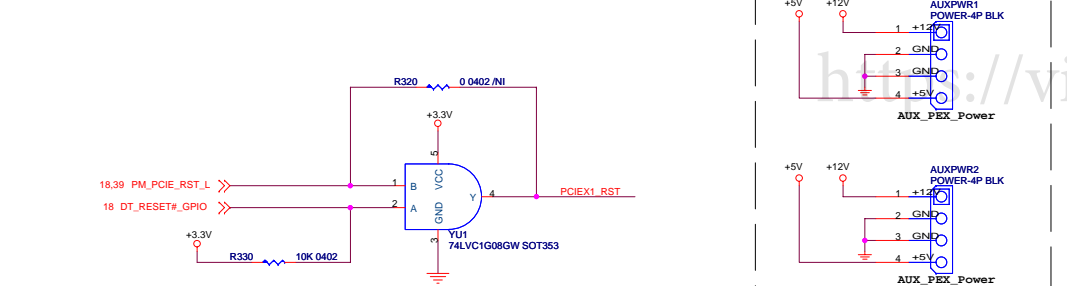 +5V +12V
AUXPWR1
POWER-4P BLK
1 +12V
2 GND
3 GND
4 +5V
AUX_PEX_Power
https://vi
R320 0 0402 /NI
+3.3V
5
VCC
18,39 PM_PCIE_RST_L
1 B
Y 4
PCIEX1_RST
18 DT_RESET#_GPIO
2 A
GND
3
YU1
74LVC1G08GW SOT353
+3.3V
R330 10K 0402
+5V +12V
AUXPWR2
POWER-4P BLK
1 +12V
2 GND
3 GND
4 +5V
AUX_PEX_Power